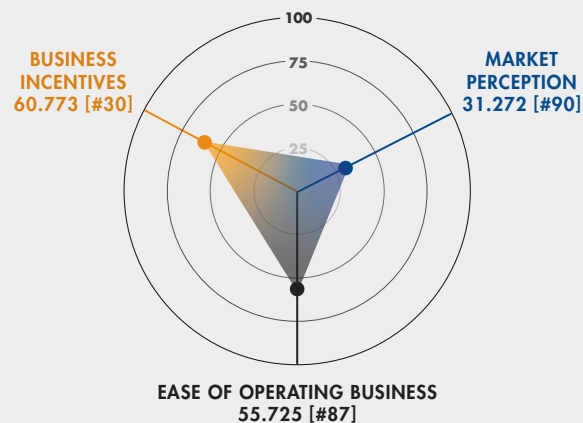 100
75
50
25
BUSINESS
INCENTIVES
60.773 [#30]
MARKET
PERCEPTION
31.272 [#90]
EASE OF OPERATING BUSINESS
55.725 [#87]